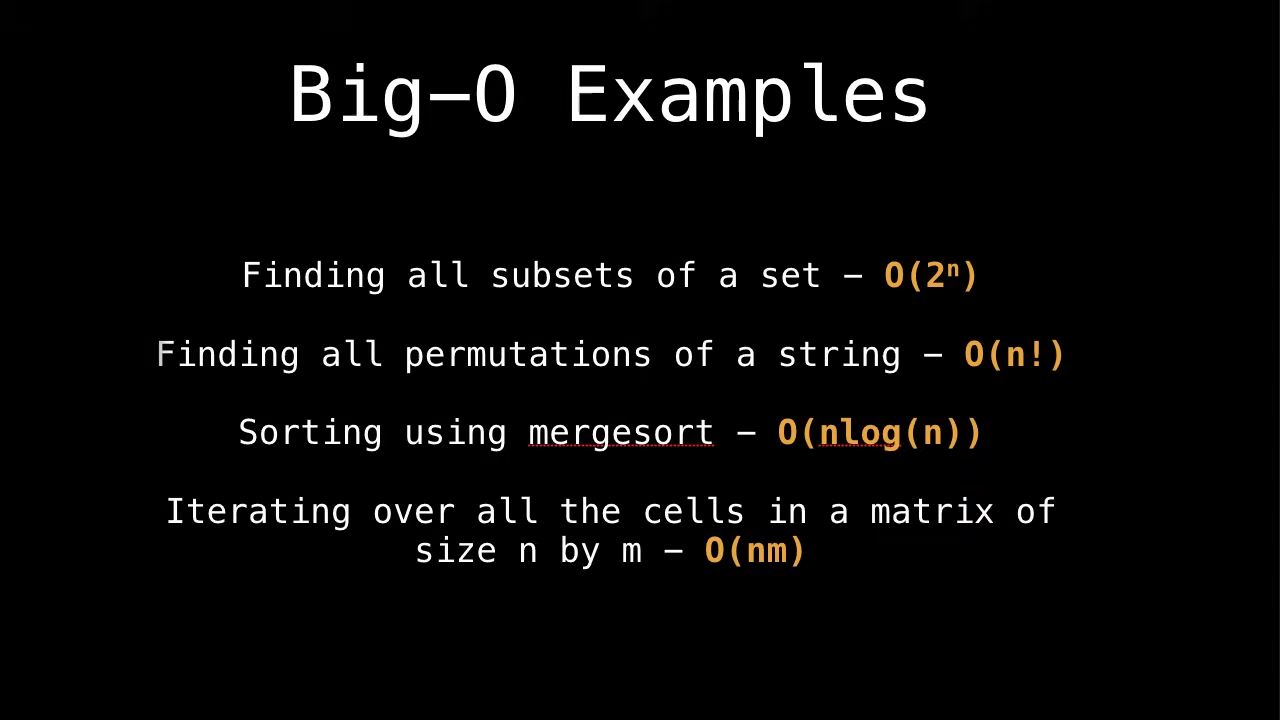 Big-O Examples
Finding all subsets of a set - O(2ⁿ)
Finding all permutations of a string - O(n!)
Sorting using mergesort - O(nlog(n))
Iterating over all the cells in a matrix of
size n by m - O(nm)